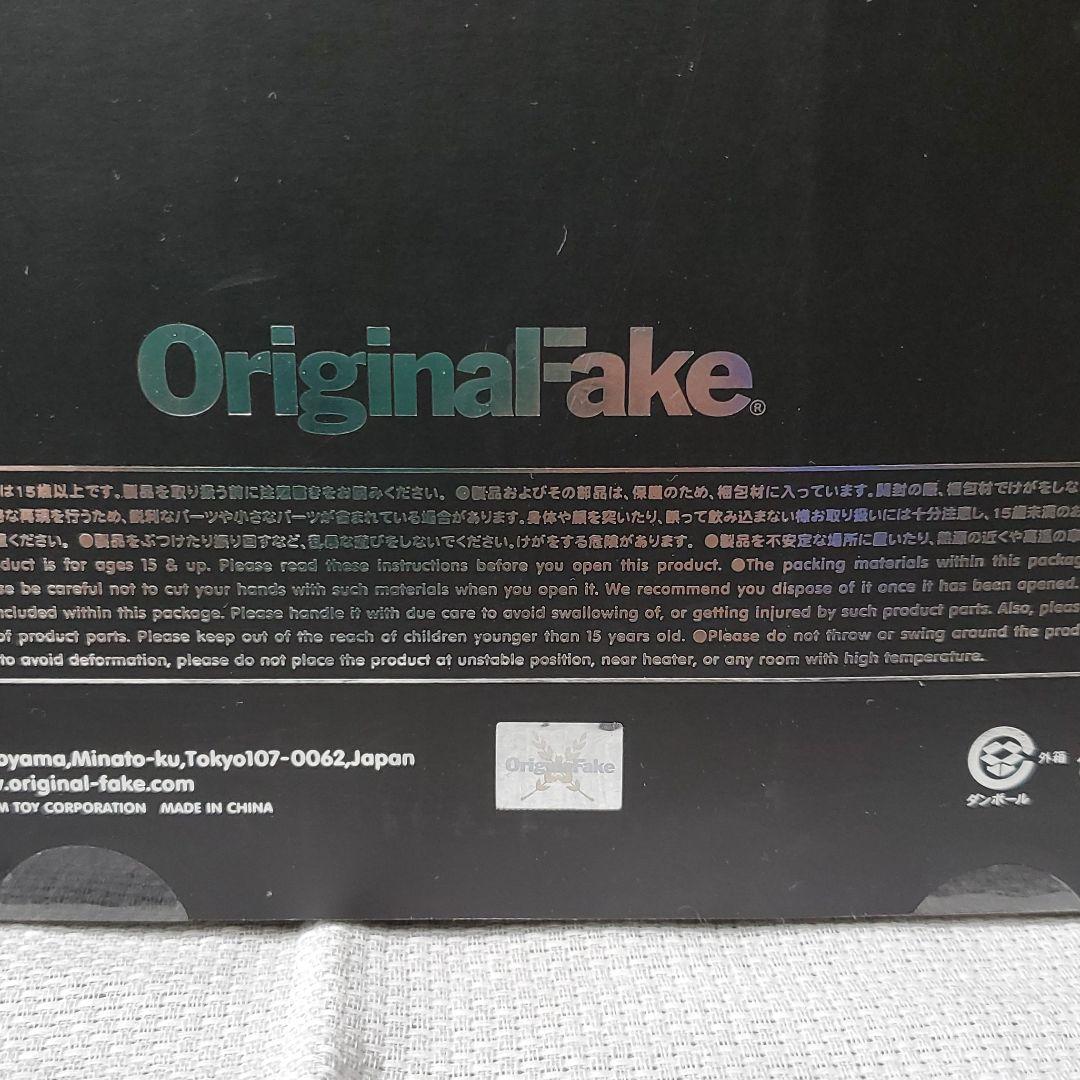 OriginalFake®
は15歳以上です。製品を取り扱う前に注意書きをお読みください。 ●製品およびその部品は、保護のため、梱包材に入っています。開封の際、梱包材でけがをしな
な再現を行うため、鋭利なパーツや小さなパーツが含まれている場合があります。身体や顔を突いたり、誤って飲み込まない様お取り扱いには十分注意し、15歳未満のお
ください。 ●製品をぶつけたり振り回すなど、乱暴な遊びをしないでください。けがをする危険があります。 ●製品を不安定な場所に置いたり、熱源の近くや高温の
duct is for ages 15 & up. Please read these instructions before you open this product. ●The packing materials within this packag
se be careful not to cut your hands with such materials when you open it. We recommend you dispose of it once it has been opened.
ncluded within this package. Please handle it with due care to avoid swallowing of, or getting injured by such product parts. Also, pleas
of product parts. Please keep out of the reach of children younger than 15 years old. ●Please do not throw or swing around the prod
to avoid deformation, please do not place the product at unstable position, near heater, or any room with high temperature.
oyama,Minato-ku,Tokyo107-0062,Japan
w.original-fake.com
M TOY CORPORATION MADE IN CHINA
OriginalFake
外箱
ダンボール